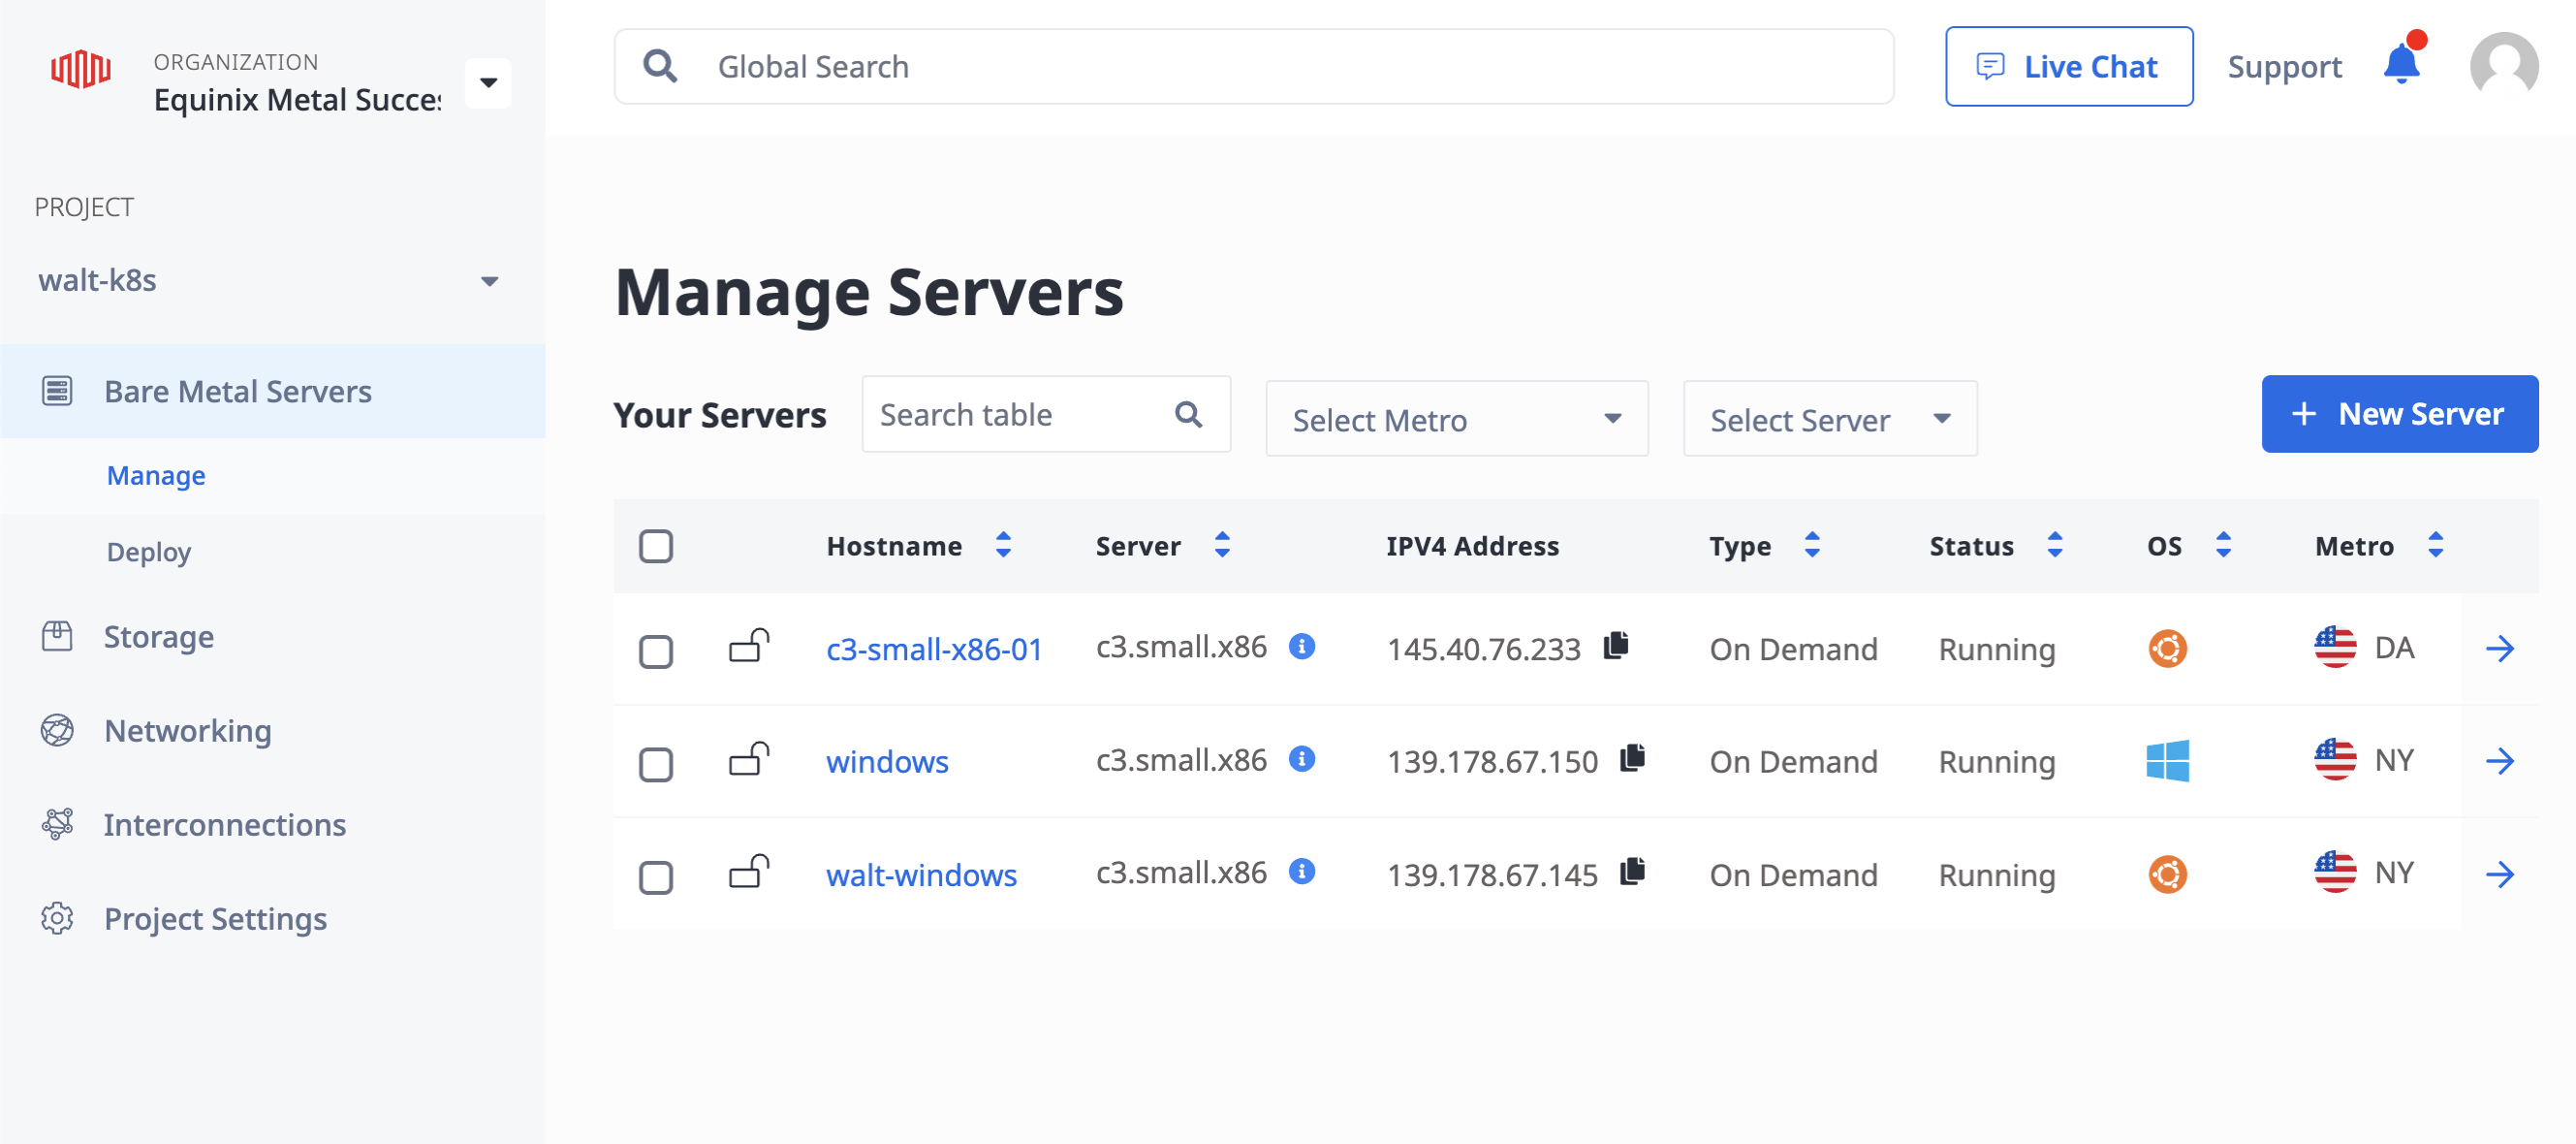 ORGANIZATION
Equinix Metal Succes
PROJECT
walt-k8s
Bare Metal Servers
Manage
Deploy
Storage
Networking
Interconnections
Project Settings
Global Search
Live Chat
Support
Manage Servers
Your Servers
Search table
Select Metro
Select Server
+ New Server
Hostname Server IPV4 Address Type Status OS Metro
c3-small-x86-01 c3.small.x86 145.40.76.233 On Demand Running DA
windows c3.small.x86 139.178.67.150 On Demand Running NY
walt-windows c3.small.x86 139.178.67.145 On Demand Running NY